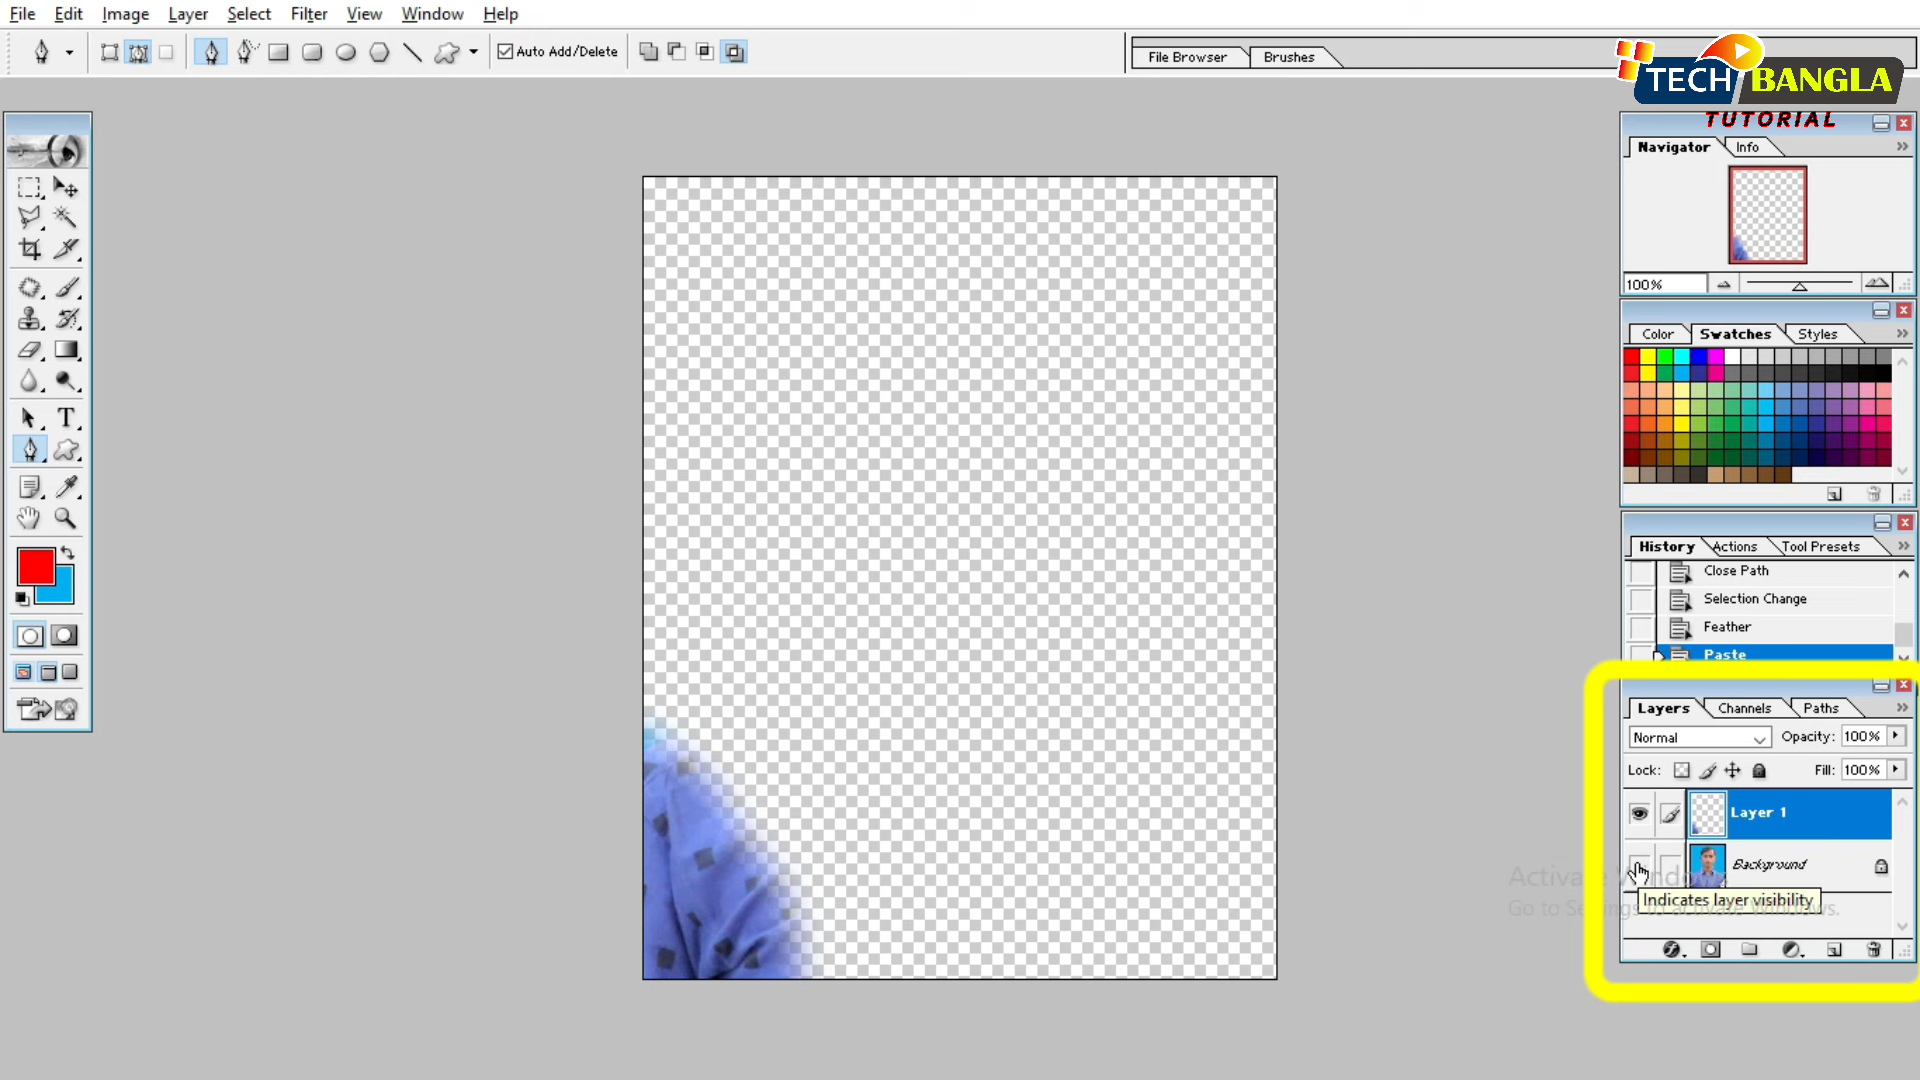 File Edit Image Layer Select Filter View Window Help
Auto Add/Delete
File Browser Brushes
TECH BANGLA
TUTORIAL
Navigator Info
100%
Color Swatches Styles
History Actions Tool Presets
Close Path
Selection Change
Feather
Paste
Layers Channels Paths
Normal Opacity: 100%
Lock: Fill: 100%
Layer 1
Background
Activate Windows
Indicates layer visibility
Go to Settings to activate Windows.